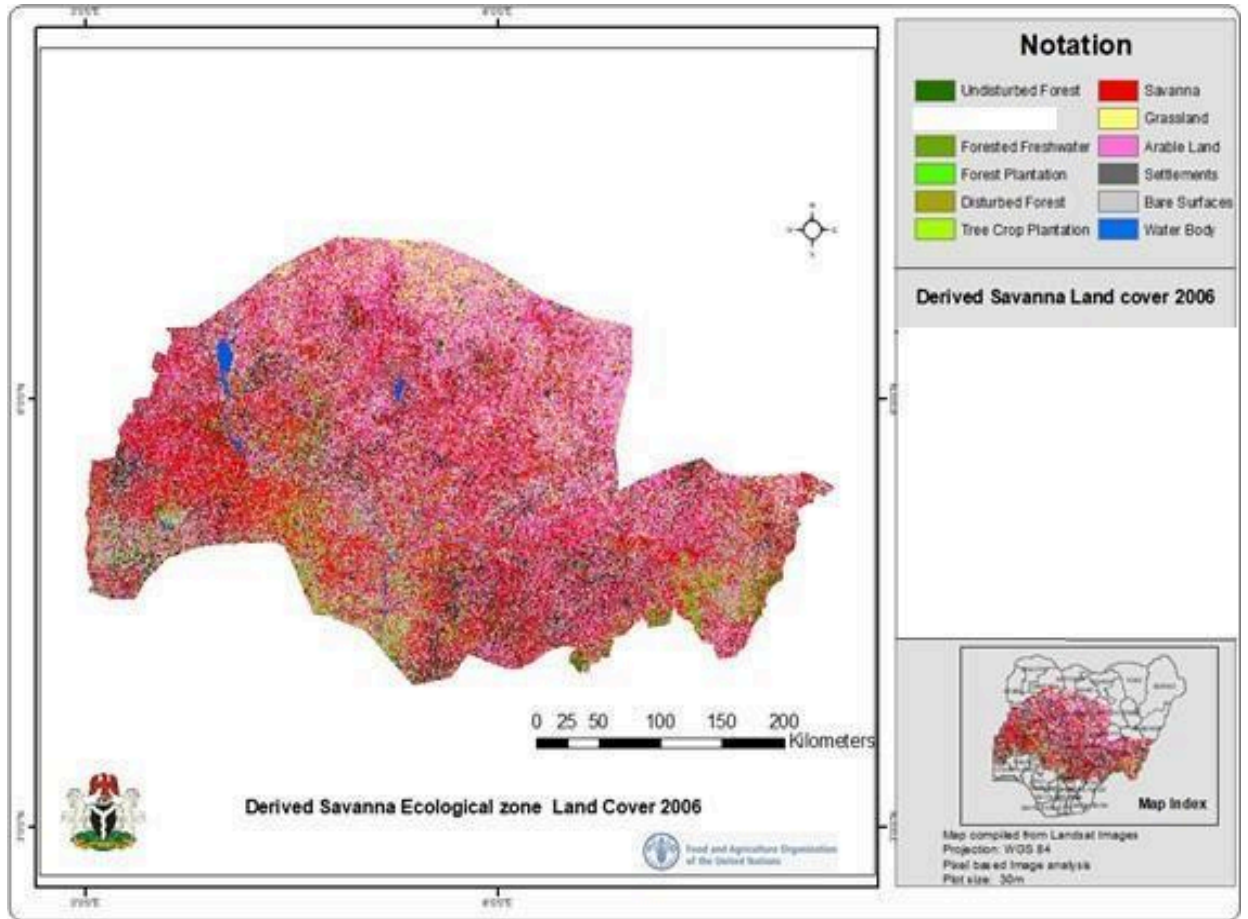 Notation
Undisturbed Forest
Forested Freshwater
Forest Plantation
Disturbed Forest
Tree Crop Plantation
Savanna
Grassland
Arable Land
Settlements
Bare Surfaces
Water Body
Derived Savanna Land cover 2006
0 25 50 100 150 200
Kilometers
Derived Savanna Ecological zone Land Cover 2006
Food and Agriculture Organization
of the United Nations
Map Index
Map compiled from Landsat Images
Projection: WGS 84
Pixel based Image analysis
Plot size: 30m